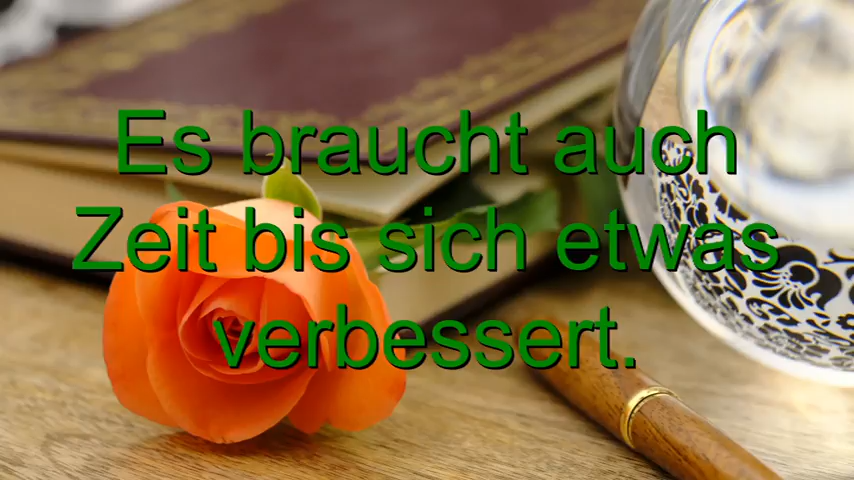 Es braucht auch
Zeit bis sich etwas
verbessert.